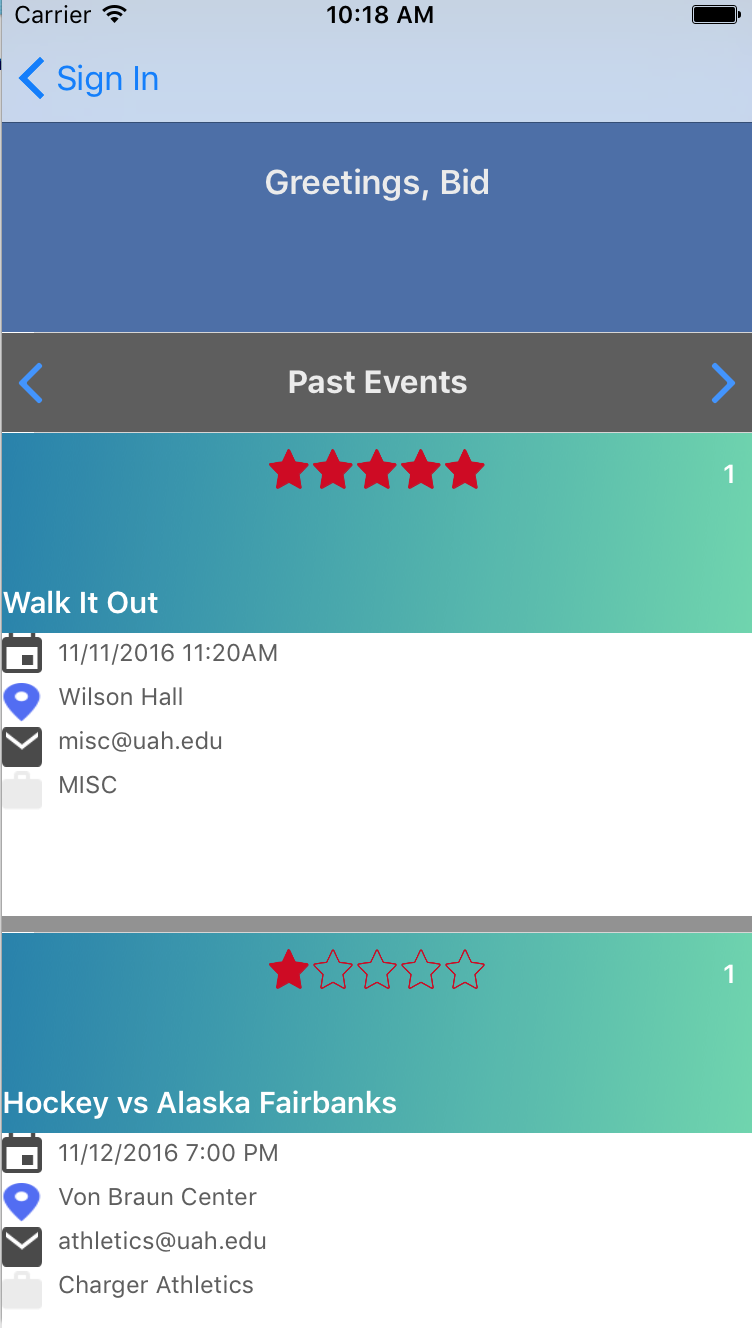 Carrier 10:18 AM
Sign In
Greetings, Bid
Past Events
1
Walk It Out
11/11/2016 11:20AM
Wilson Hall
misc@uah.edu
MISC
1
Hockey vs Alaska Fairbanks
11/12/2016 7:00 PM
Von Braun Center
athletics@uah.edu
Charger Athletics